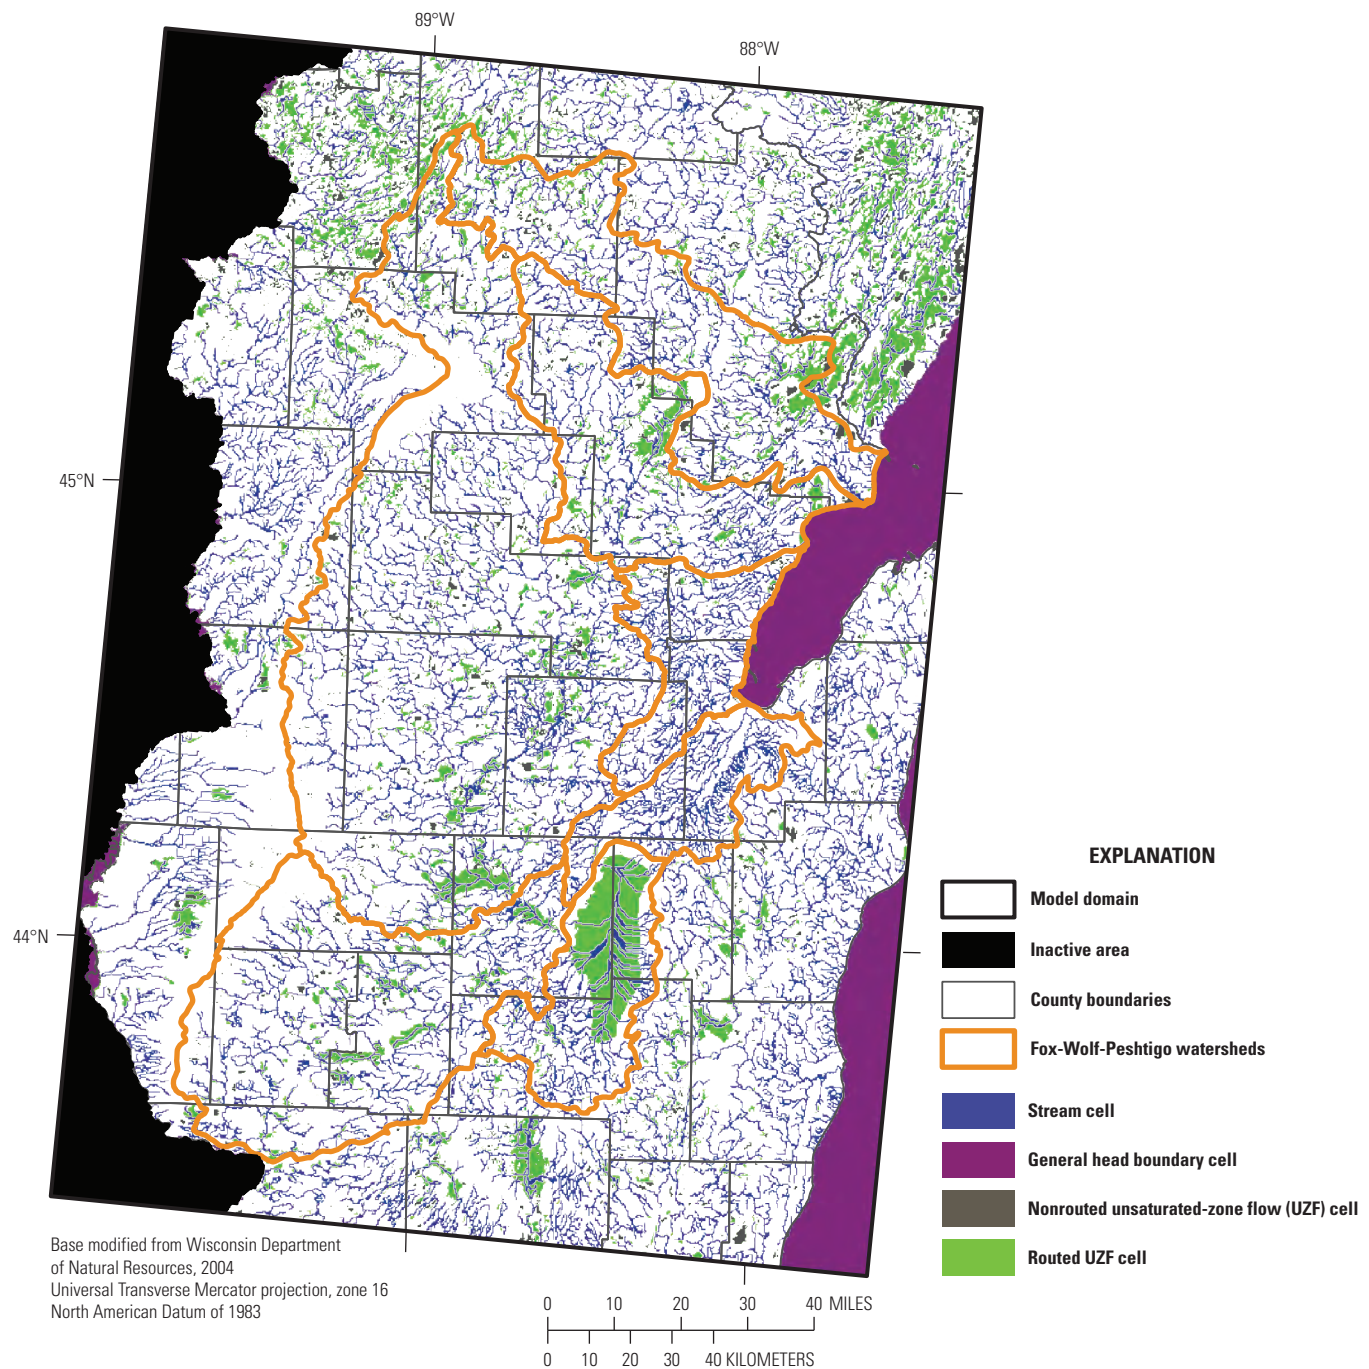 89°W
88°W
45°N
44°N
EXPLANATION
Model domain
Inactive area
County boundaries
Fox-Wolf-Peshtigo watersheds
Stream cell
General head boundary cell
Nonrouted unsaturated-zone flow (UZF) cell
Routed UZF cell
Base modified from Wisconsin Department
of Natural Resources, 2004
Universal Transverse Mercator projection, zone 16
North American Datum of 1983
0 10 20 30 40 MILES
0 10 20 30 40 KILOMETERS